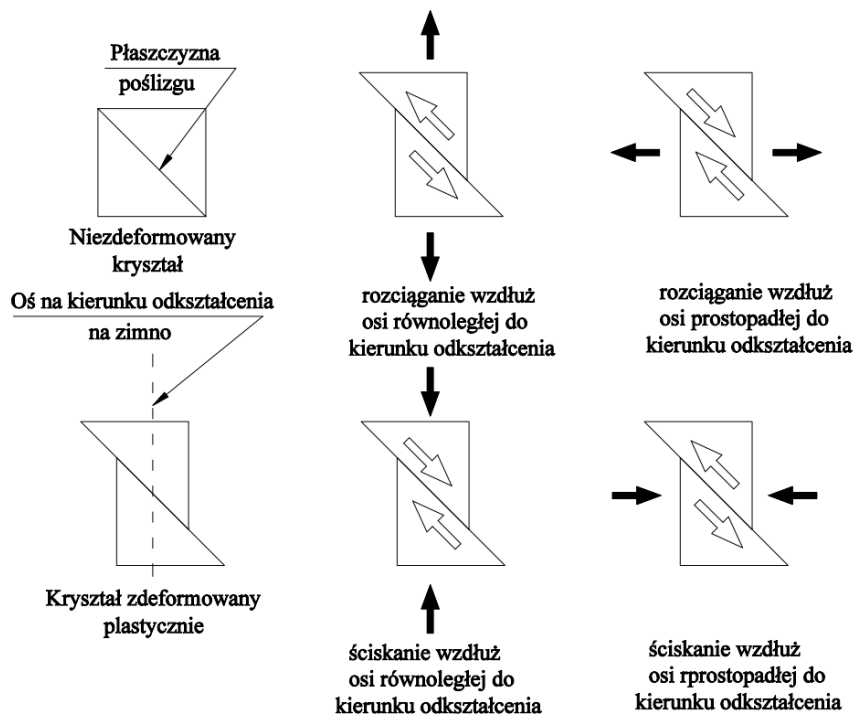 Płaszczyzna
poślizgu
Niezdeformowany
kryształ
rozciąganie wzdłuż
osi równoległej do
kierunku odkształcenia
rozciąganie wzdłuż
osi prostopadłej do
kierunku odkształcenia
Oś na kierunku odkształcenia
na zimno
Kryształ zdeformowany
plastycznie
ściskanie wzdłuż
osi równoległej do
kierunku odkształcenia
ściskanie wzdłuż
osi rprostopadłej do
kierunku odkształcenia